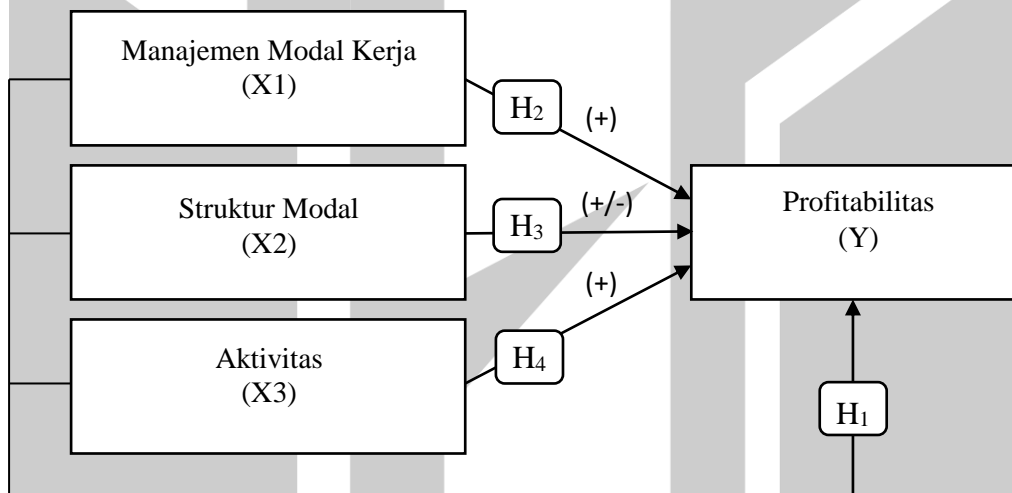 Manajemen Modal Kerja
(X1)
H2
(+)
Struktur Modal
(X2)
H3
(+/-)
Profitabilitas
(Y)
Aktivitas
(X3)
H4
(+)
H1